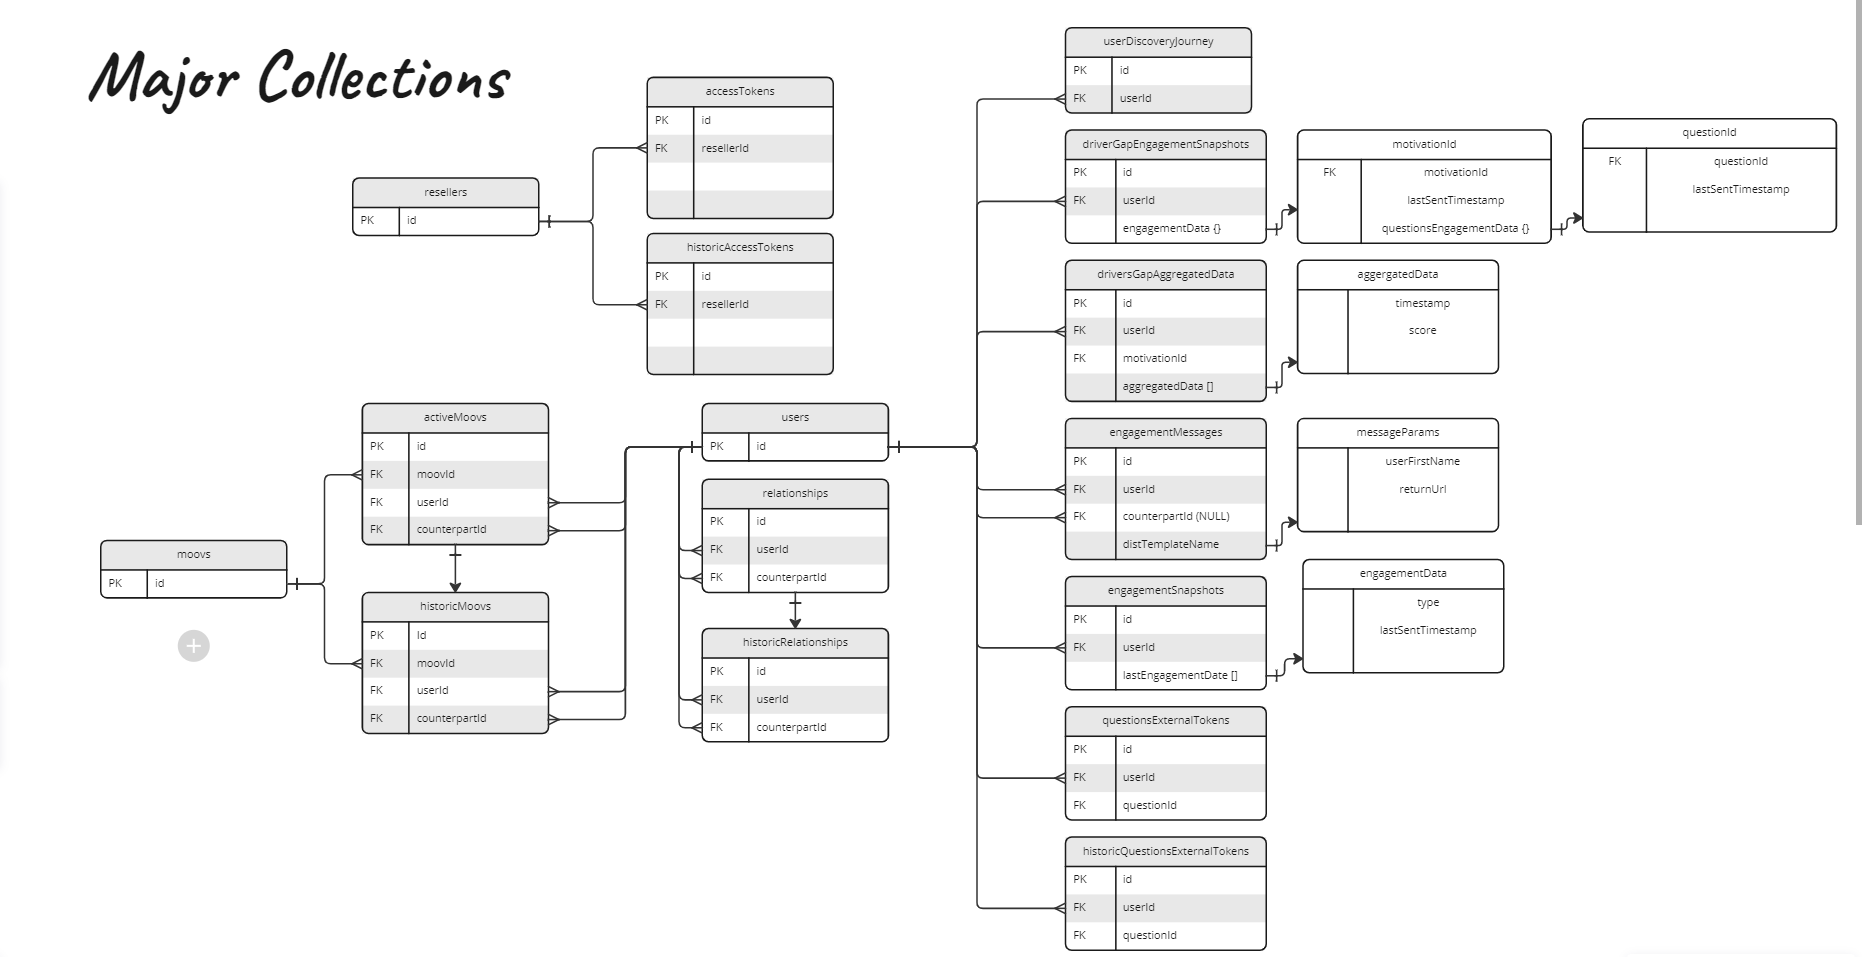 Major Collections
accessTokens
PK id
FK resellerId
resellers
PK id
historicAccessTokens
PK id
FK resellerId
activeMoovs
PK id
FK moovId
FK userId
FK counterpartId
moovs
PK id
historicMoovs
PK Id
FK moovId
FK userId
FK counterpartId
users
PK id
relationships
PK id
FK userId
FK counterpartId
historicRelationships
PK id
FK userId
FK counterpartId
userDiscoveryJourney
PK id
FK userId
driverGapEngagementSnapshots
PK id
FK userId
engagementData {}
motivationId
FK motivationId
lastSentTimestamp
questionsEngagementData {}
questionId
FK questionId
lastSentTimestamp
driversGapAggregatedData
PK id
FK userId
FK motivationId
aggregatedData []
aggergatedData
timestamp
score
engagementMessages
PK id
FK userId
FK counterpartId (NULL)
distTemplateName
messageParams
userFirstName
returnUrl
engagementSnapshots
PK id
FK userId
lastEngagementDate []
engagementData
type
lastSentTimestamp
questionsExternalTokens
PK id
FK userId
FK questionId
historicQuestionsExternalTokens
PK id
FK userId
FK questionId